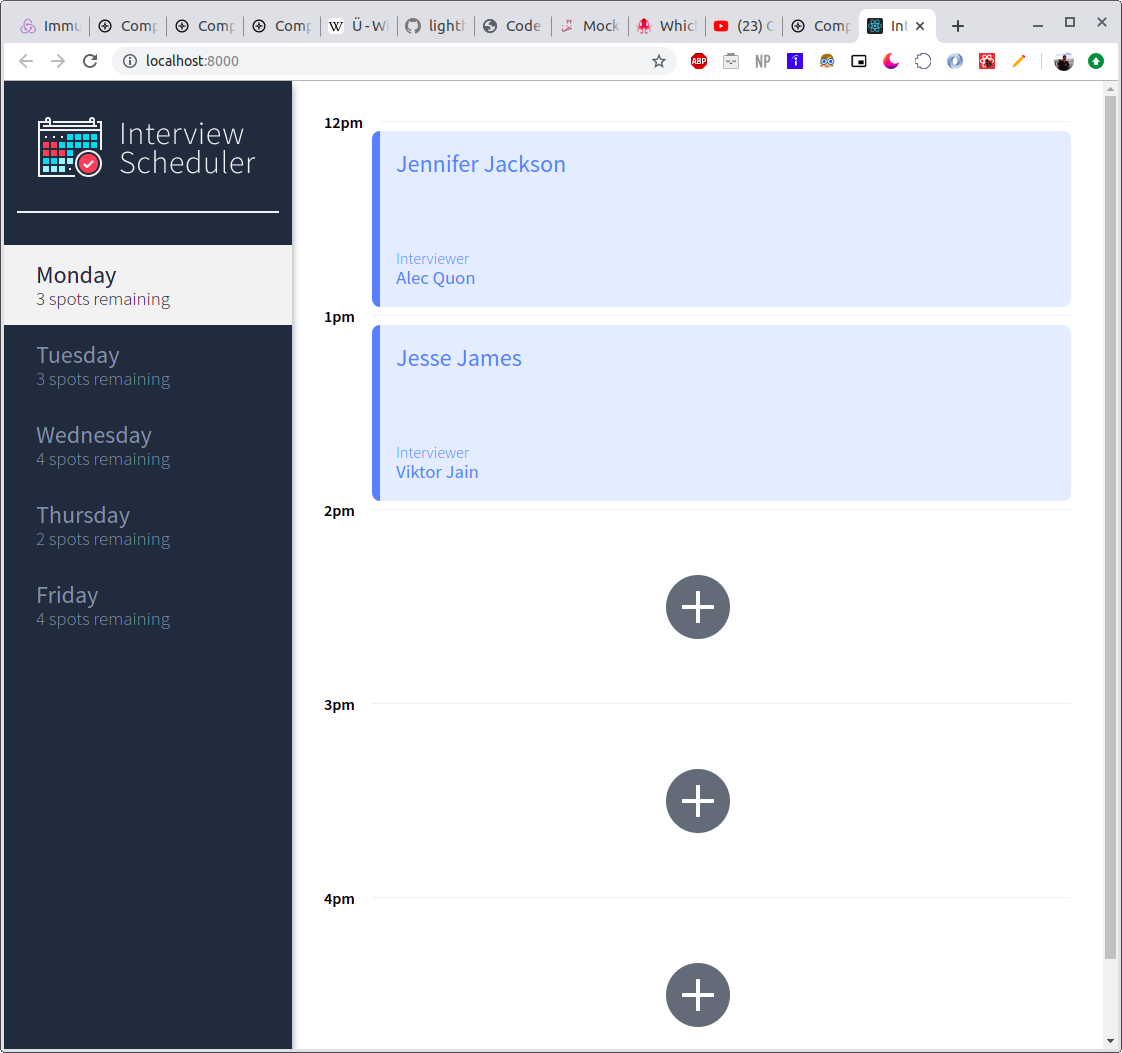 Immu
Comp
Comp
Comp
Ü - Wi
lighth
Code
Mock
Which
(23) C
Comp
Int
localhost:8000
ABP
NP
Interview
Scheduler
Monday
3 spots remaining
Tuesday
3 spots remaining
Wednesday
4 spots remaining
Thursday
2 spots remaining
Friday
4 spots remaining
12pm
Jennifer Jackson
Interviewer
Alec Quon
1pm
Jesse James
Interviewer
Viktor Jain
2pm
3pm
4pm